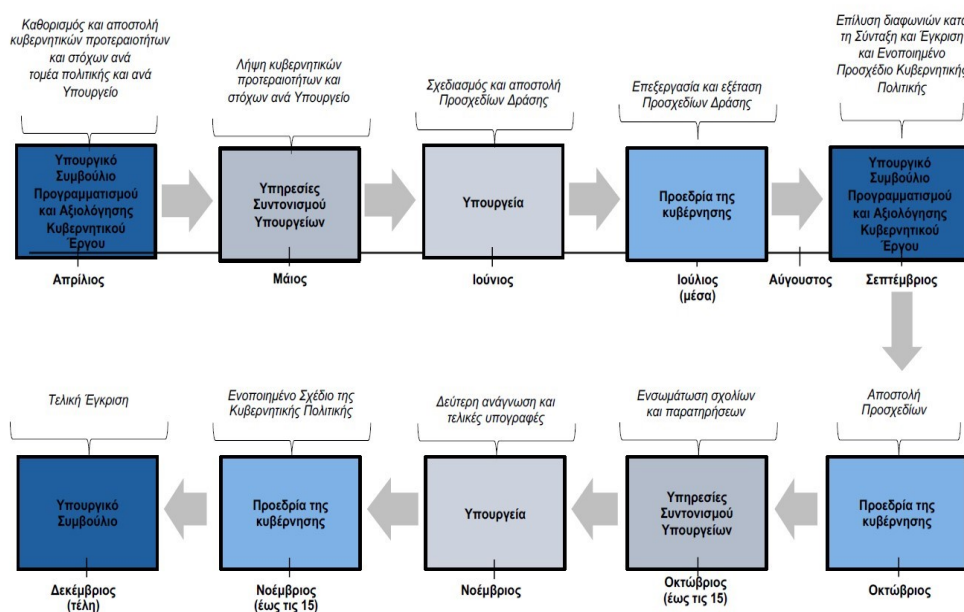 Καθορισμός και αποστολή
κυβερνητικών προτεραιοτήτων
και στόχων ανά
τομέα πολιτικής και ανά
Υπουργείο
Λήψη κυβερνητικών
προτεραιοτήτων και
στόχων ανά Υπουργείο
Σχεδιασμός και αποστολή
Προσχεδίων Δράσης
Επεξεργασία και εξέταση
Προσχεδίων Δράσης
Επίλυση διαφωνιών κατά
τη Σύνταξη και Έγκριση
και Ενοποιημένο
Προσχέδιο Κυβερνητικής
Πολιτικής
Υπουργικό
Συμβούλιο
Προγραμματισμού
και Αξιολόγησης
Κυβερνητικού
Έργου
Υπηρεσίες
Συντονισμού
Υπουργείων
Υπουργεία
Προεδρία της
κυβέρνησης
Υπουργικό
Συμβούλιο
Προγραμματισμού
και Αξιολόγησης
Κυβερνητικού
Έργου
Απρίλιος
Μάιος
Ιούνιος
Ιούλιος
(μέσα)
Αύγουστος
Σεπτέμβριος
Τελική Έγκριση
Ενοποιημένο Σχέδιο της
Κυβερνητικής Πολιτικής
Δεύτερη ανάγνωση και
τελικές υπογραφές
Ενσωμάτωση σχολίων
και παρατηρήσεων
Αποστολή
Προσχεδίων
Υπουργικό
Συμβούλιο
Προεδρία της
κυβέρνησης
Υπουργεία
Υπηρεσίες
Συντονισμού
Υπουργείων
Προεδρία της
κυβέρνησης
Δεκέμβριος
(τέλη)
Νοέμβριος
(έως τις 15)
Νοέμβριος
Οκτώβριος
(έως τις 15)
Οκτώβριος